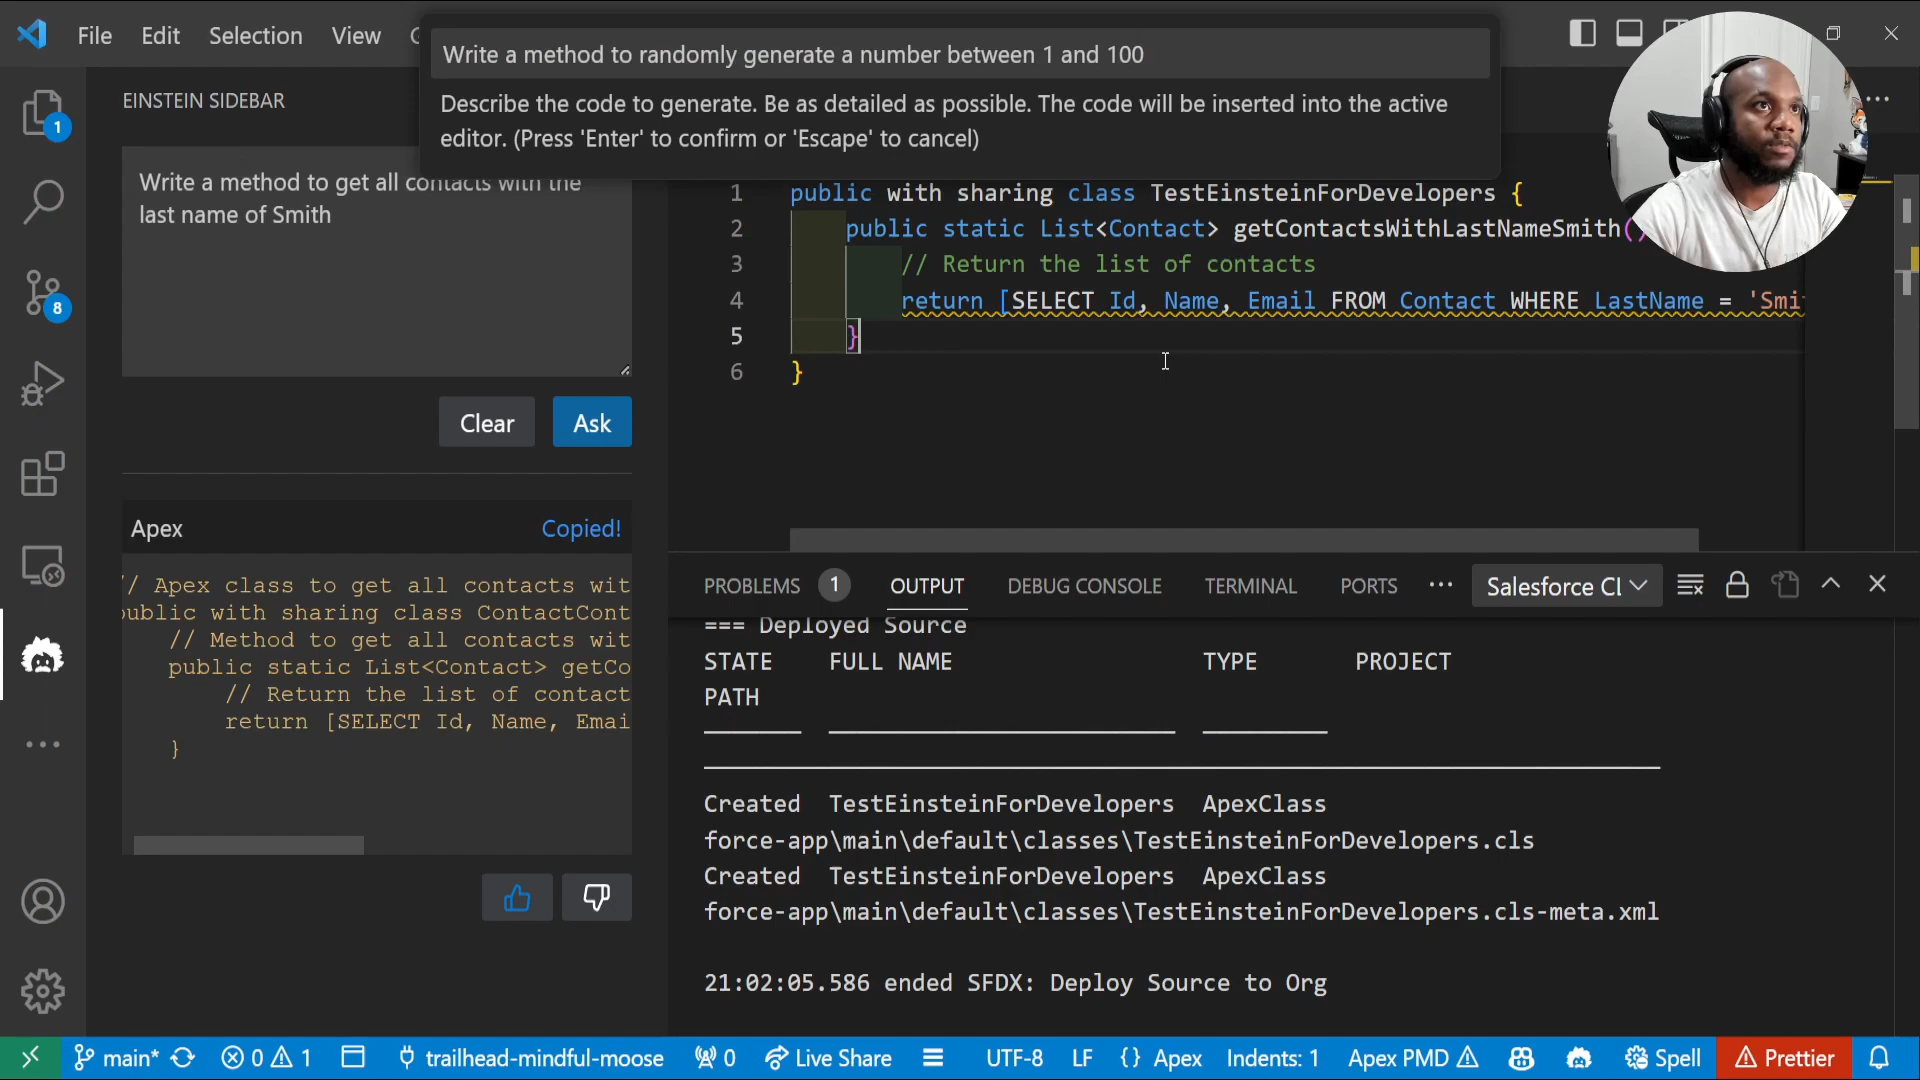 File Edit Selection View
Write a method to randomly generate a number between 1 and 100
Describe the code to generate. Be as detailed as possible. The code will be inserted into the active
editor. (Press 'Enter' to confirm or 'Escape' to cancel)
EINSTEIN SIDEBAR
Write a method to get all contacts with the
last name of Smith
Clear Ask
Apex Copied!
// Apex class to get all contacts wit
public with sharing class ContactCont
// Method to get all contacts wit
public static List<Contact> getCo
// Return the list of contact
return [SELECT Id, Name, Emai
}
1 public with sharing class TestEinsteinForDevelopers {
2 public static List<Contact> getContactsWithLastNameSmith()
3 // Return the list of contacts
4 return [SELECT Id, Name, Email FROM Contact WHERE LastName = 'Smi
5 }
6 }
1
8
PROBLEMS 1 OUTPUT DEBUG CONSOLE TERMINAL PORTS ··· Salesforce CL
=== Deployed Source
STATE FULL NAME TYPE PROJECT
PATH
Created TestEinsteinForDevelopers ApexClass
force-app\main\default\classes\TestEinsteinForDevelopers.cls
Created TestEinsteinForDevelopers ApexClass
force-app\main\default\classes\TestEinsteinForDevelopers.cls-meta.xml
21:02:05.586 ended SFDX: Deploy Source to Org
main* 0 1 trailhead-mindful-moose 0 Live Share UTF-8 LF {} Apex Indents: 1 Apex PMD Spell Prettier